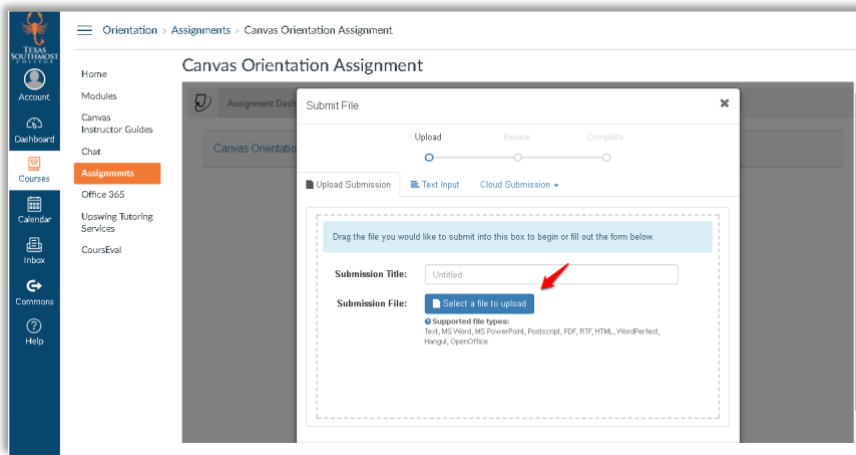 TEXAS
SOUTHMOST
COLLEGE
Account
Dashboard
Courses
Calendar
Inbox
Commons
Help
Orientation › Assignments › Canvas Orientation Assignment
Home
Modules
Canvas
Instructor Guides
Chat
Assignments
Office 365
Upswing Tutoring
Services
CoursEval
Canvas Orientation Assignment
Assignment Dash
Canvas Orientatio
Submit File
Upload Review Complete
Upload Submission Text Input Cloud Submission
Drag the file you would like to submit into this box to begin or fill out the form below.
Submission Title: Untitled
Submission File: Select a file to upload
Supported file types:
Text, MS Word, MS PowerPoint, Postscript, PDF, RTF, HTML, WordPerfect,
Hangul, OpenOffice